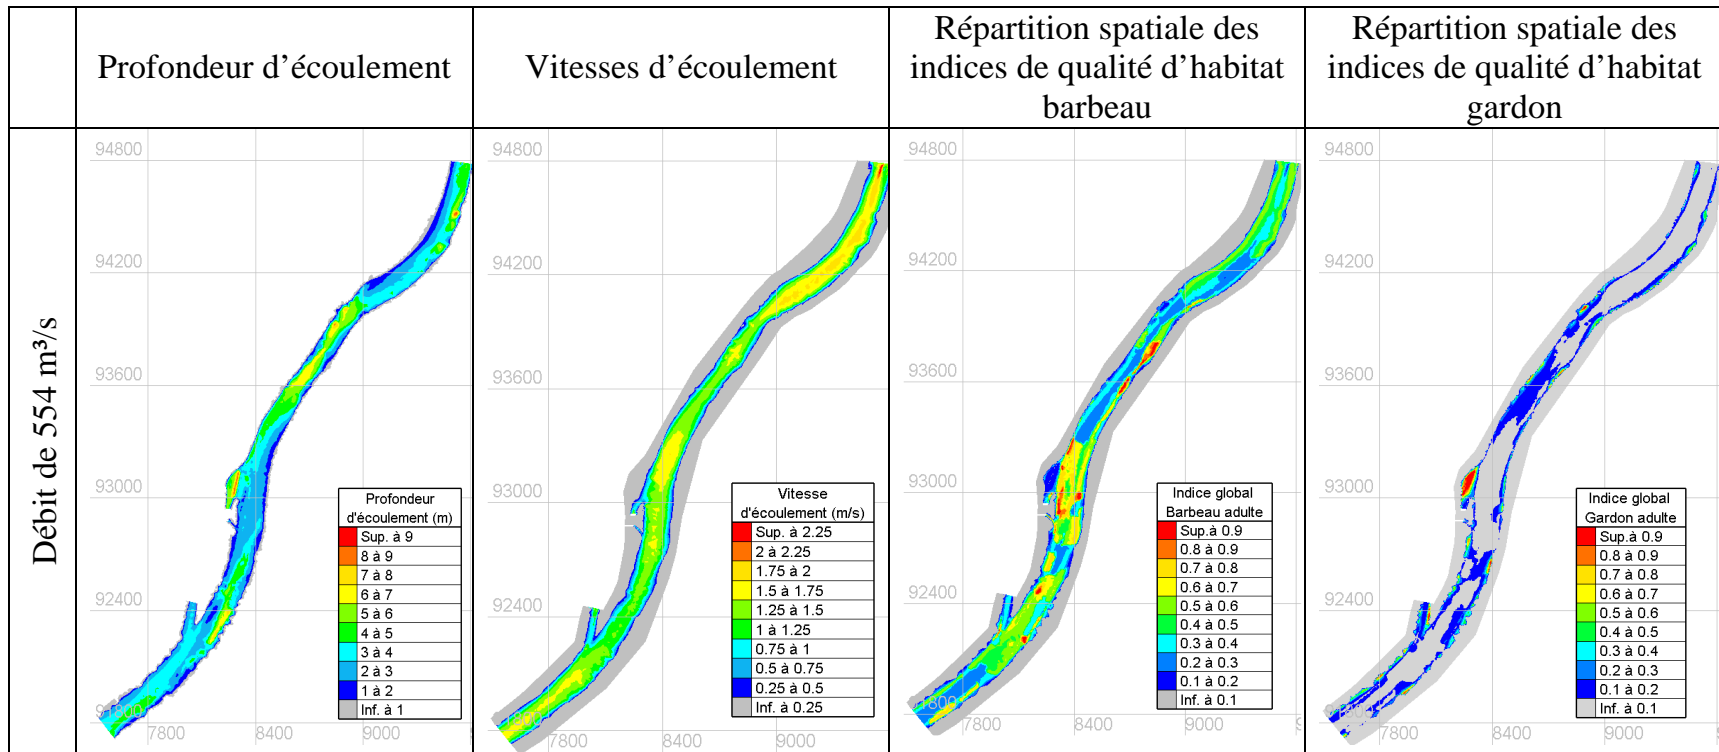 Profondeur d'écoulement
Vitesses d'écoulement
Répartition spatiale des
indices de qualité d'habitat
barbeau
Répartition spatiale des
indices de qualité d'habitat
gardon
Débit de 554 m³/s
94800
94200
93600
93000
92400
91800
7800
8400
9000
Profondeur
d'écoulement (m)
Sup. à 9
8 à 9
7 à 8
6 à 7
5 à 6
4 à 5
3 à 4
2 à 3
1 à 2
Inf. à 1
94800
94200
93600
93000
92400
91800
7800
8400
9000
Vitesse
d'écoulement (m/s)
Sup. à 2.25
2 à 2.25
1.75 à 2
1.5 à 1.75
1.25 à 1.5
1 à 1.25
0.75 à 1
0.5 à 0.75
0.25 à 0.5
Inf. à 0.25
94800
94200
93600
93000
92400
91800
7800
8400
9000
Indice global
Barbeau adulte
Sup.à 0.9
0.8 à 0.9
0.7 à 0.8
0.6 à 0.7
0.5 à 0.6
0.4 à 0.5
0.3 à 0.4
0.2 à 0.3
0.1 à 0.2
Inf. à 0.1
94800
94200
93600
93000
92400
91800
7800
8400
9000
Indice global
Gardon adulte
Sup.à 0.9
0.8 à 0.9
0.7 à 0.8
0.6 à 0.7
0.5 à 0.6
0.4 à 0.5
0.3 à 0.4
0.2 à 0.3
0.1 à 0.2
Inf. à 0.1